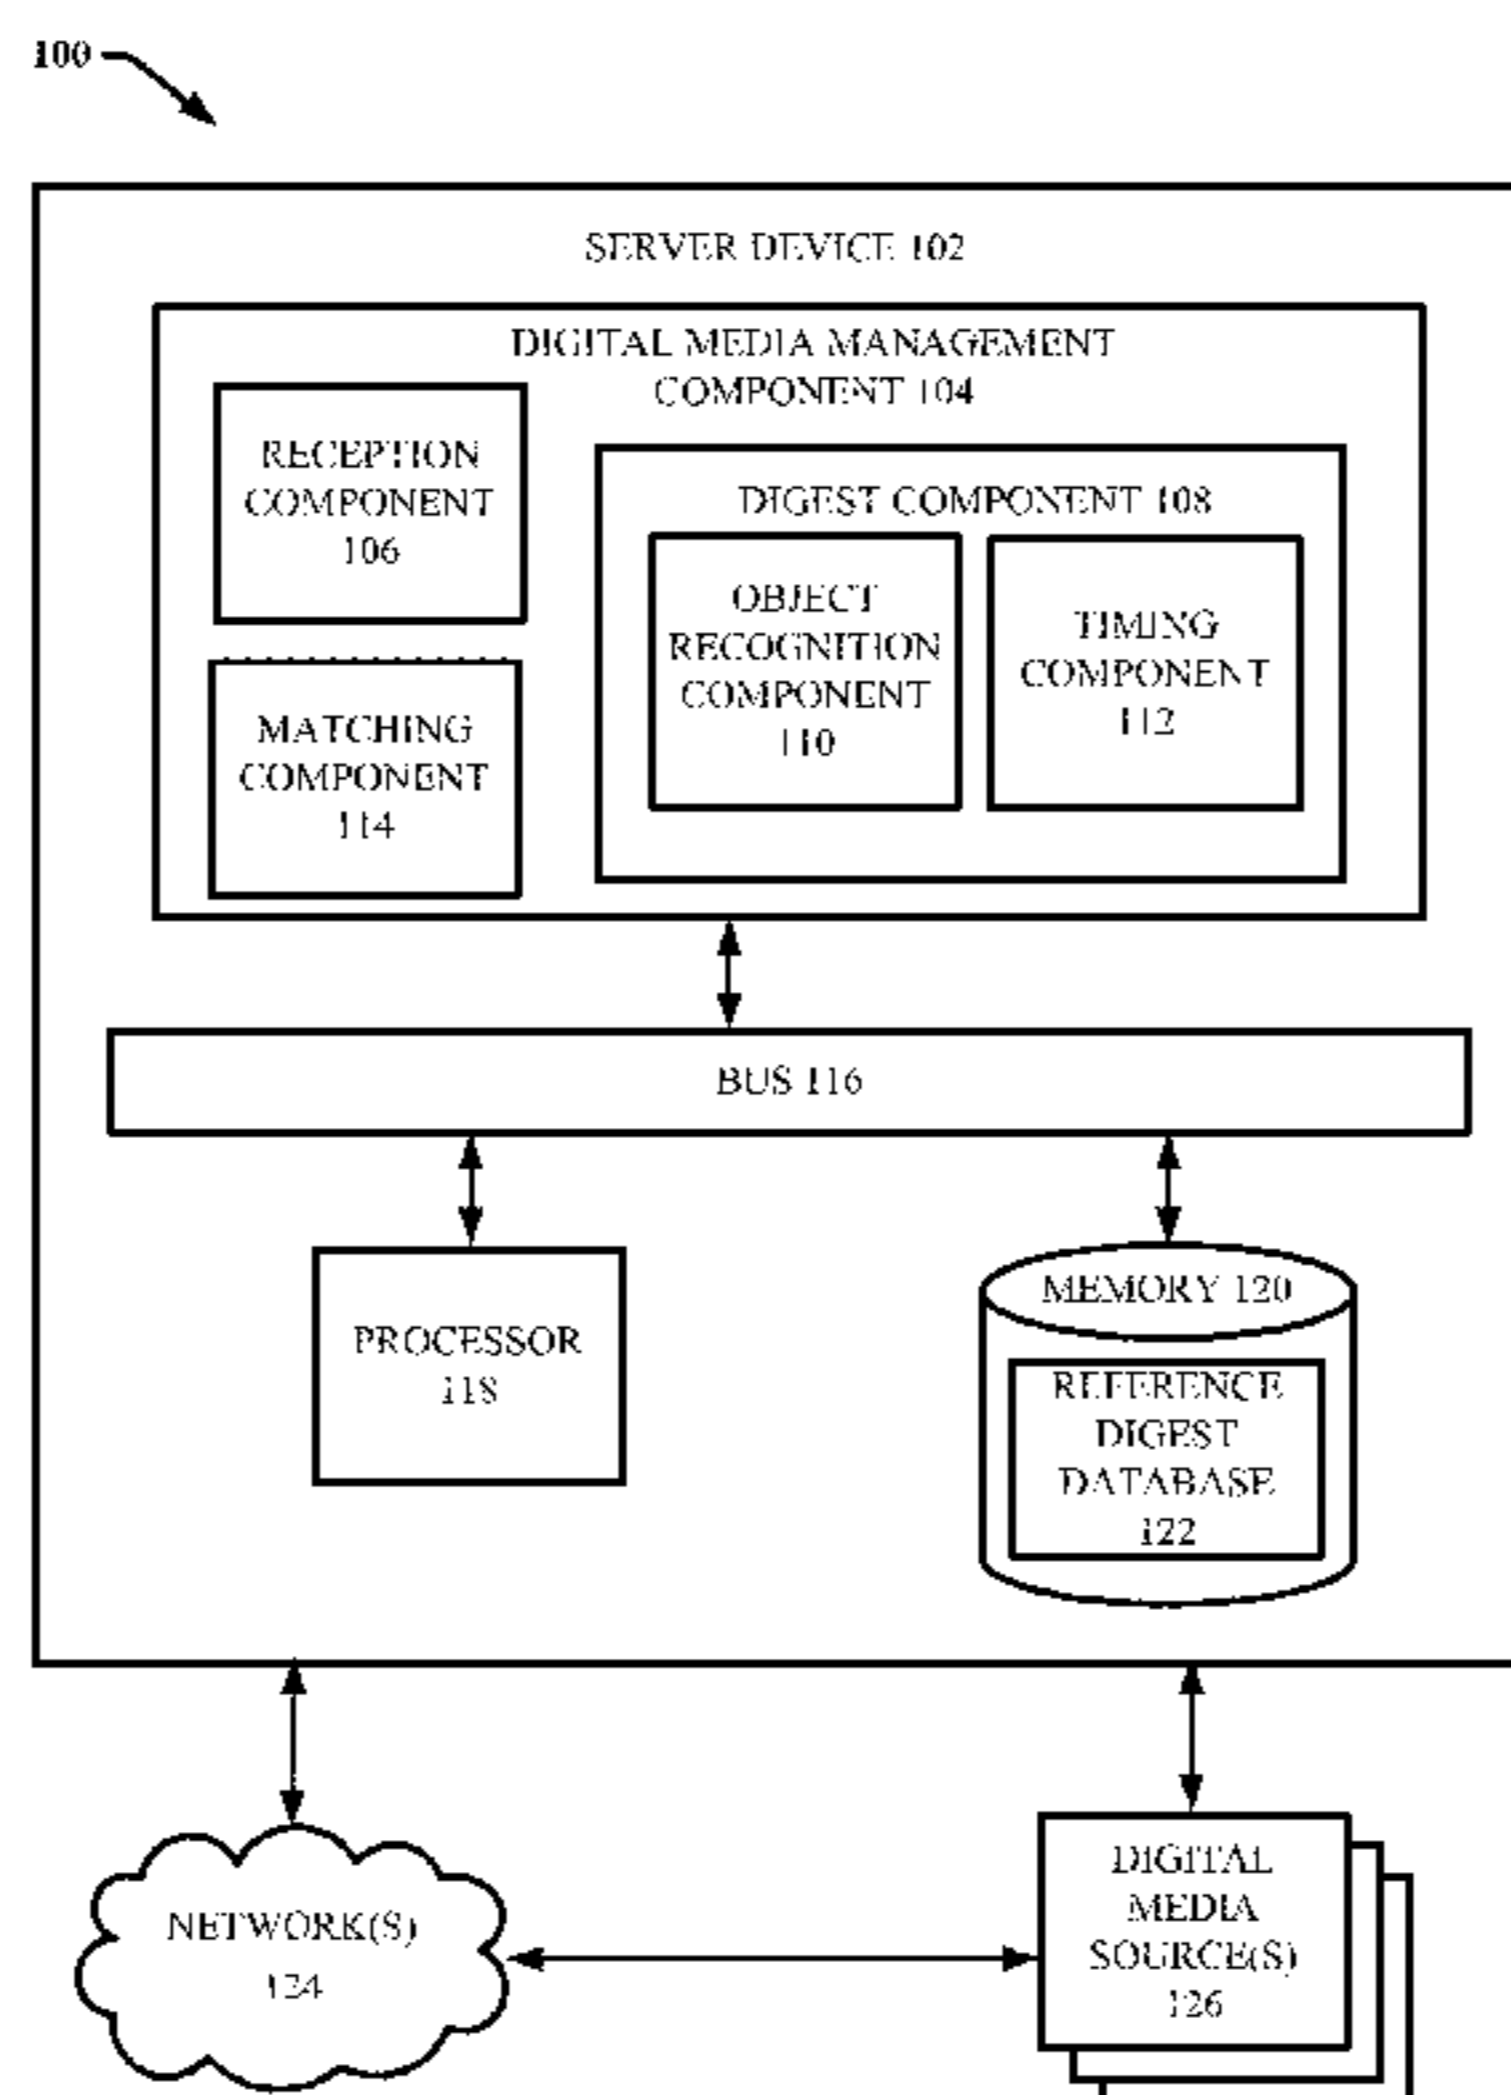 100
SERVER DEVICE 102
DIGITAL MEDIA MANAGEMENT
COMPONENT 104
RECEPTION
COMPONENT
106
DIGEST COMPONENT 108
OBJECT
RECOGNITION
COMPONENT
110
TIMING
COMPONENT
112
MATCHING
COMPONENT
114
BUS 116
PROCESSOR
118
MEMORY 120
REFERENCE
DIGEST
DATABASE
122
NETWORK(S)
124
DIGITAL
MEDIA
SOURCE(S)
126